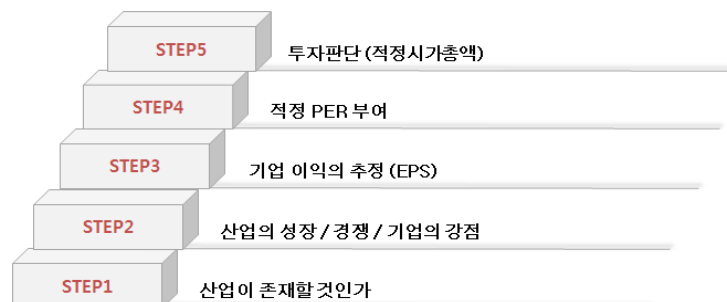 STEP5 투자판단 (적정시가총액)
STEP4 적정 PER 부여
STEP3 기업 이익의 추정 (EPS)
STEP2 산업의 성장 / 경쟁 / 기업의 강점
STEP1 산업이 존재할 것인가